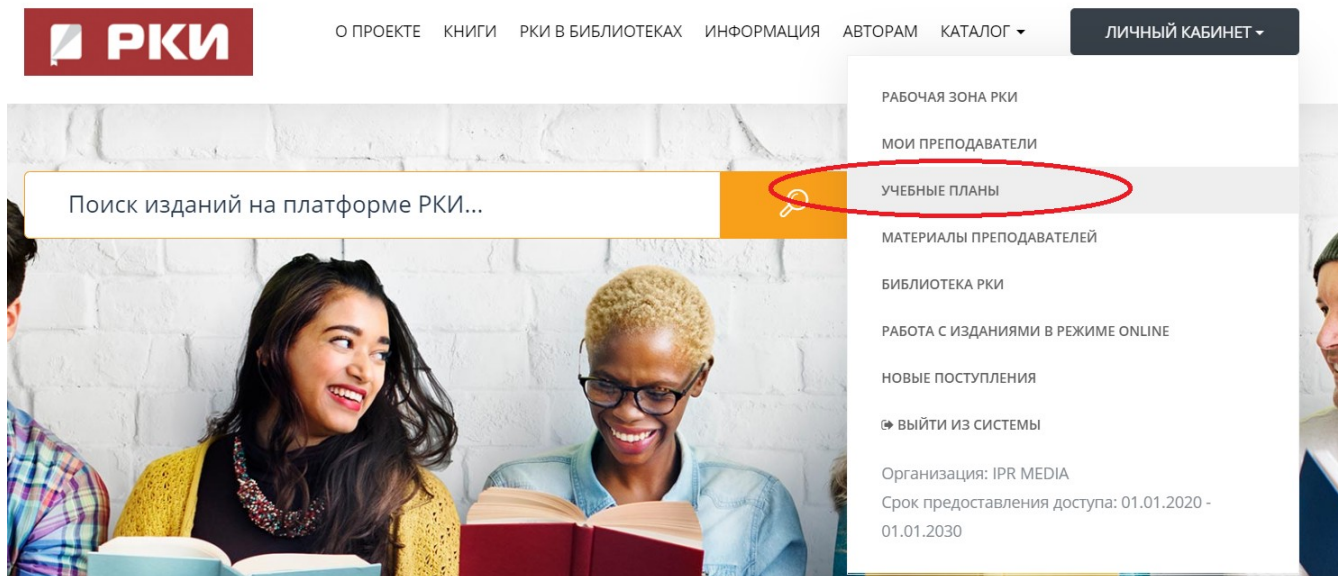 РКИ
О ПРОЕКТЕ КНИГИ РКИ В БИБЛИОТЕКАХ ИНФОРМАЦИЯ АВТОРАМ КАТАЛОГ ЛИЧНЫЙ КАБИНЕТ
РАБОЧАЯ ЗОНА РКИ
МОИ ПРЕПОДАВАТЕЛИ
УЧЕБНЫЕ ПЛАНЫ
Поиск изданий на платформе РКИ...
МАТЕРИАЛЫ ПРЕПОДАВАТЕЛЕЙ
БИБЛИОТЕКА РКИ
РАБОТА С ИЗДАНИЯМИ В РЕЖИМЕ ONLINE
НОВЫЕ ПОСТУПЛЕНИЯ
ВЫЙТИ ИЗ СИСТЕМЫ
Организация: IPR MEDIA
Срок предоставления доступа: 01.01.2020 -
01.01.2030